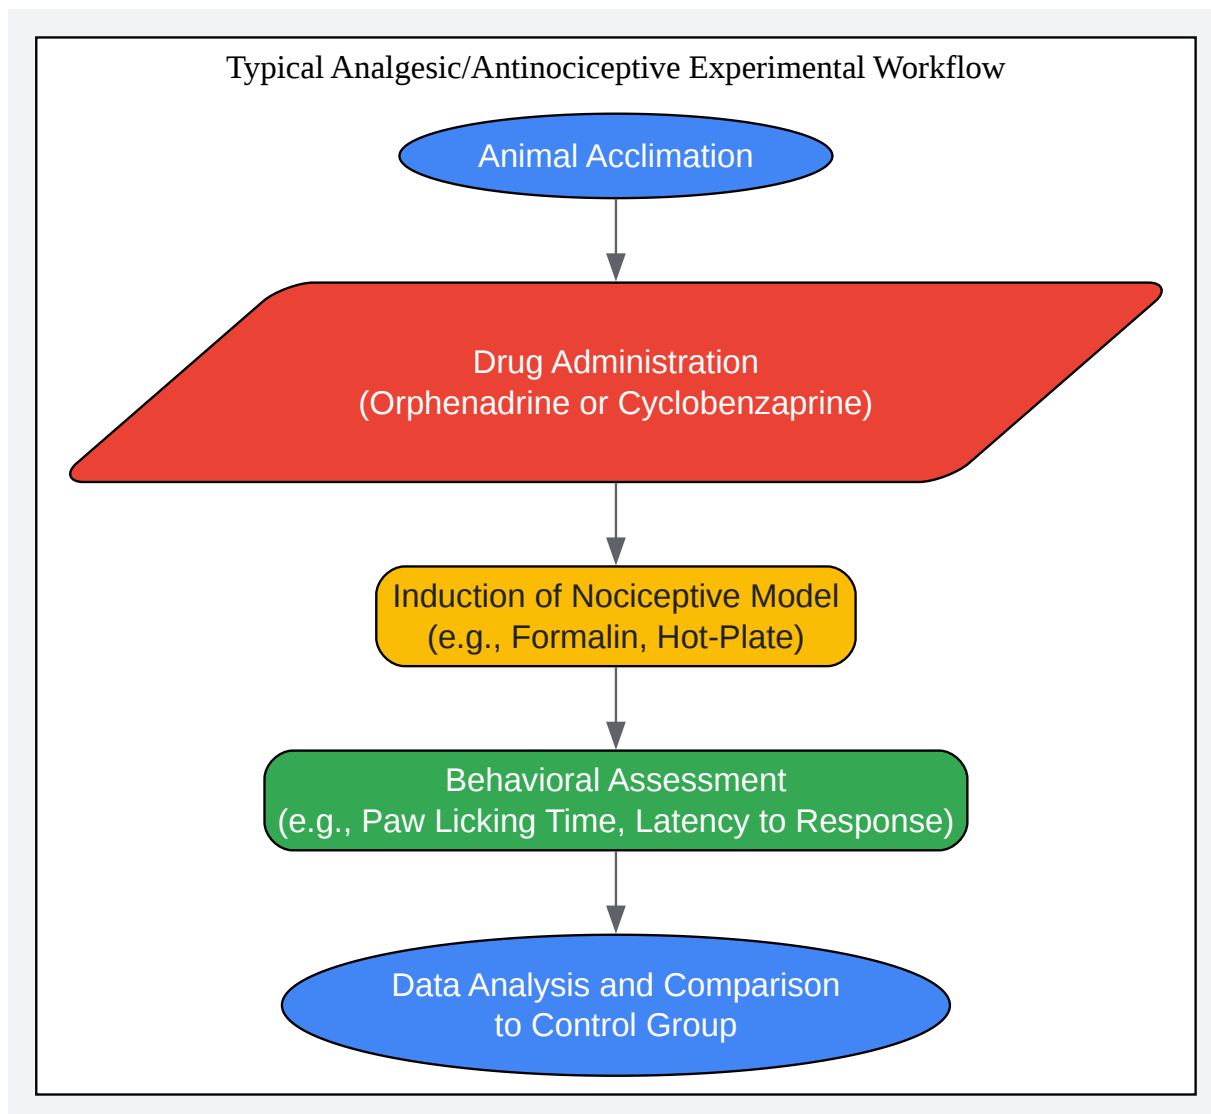 Typical Analgesic/Antinociceptive Experimental Workflow
Animal Acclimation
Drug Administration
(Orphenadrine or Cyclobenzaprine)
Induction of Nociceptive Model
(e.g., Formalin, Hot-Plate)
Behavioral Assessment
(e.g., Paw Licking Time, Latency to Response)
Data Analysis and Comparison
to Control Group